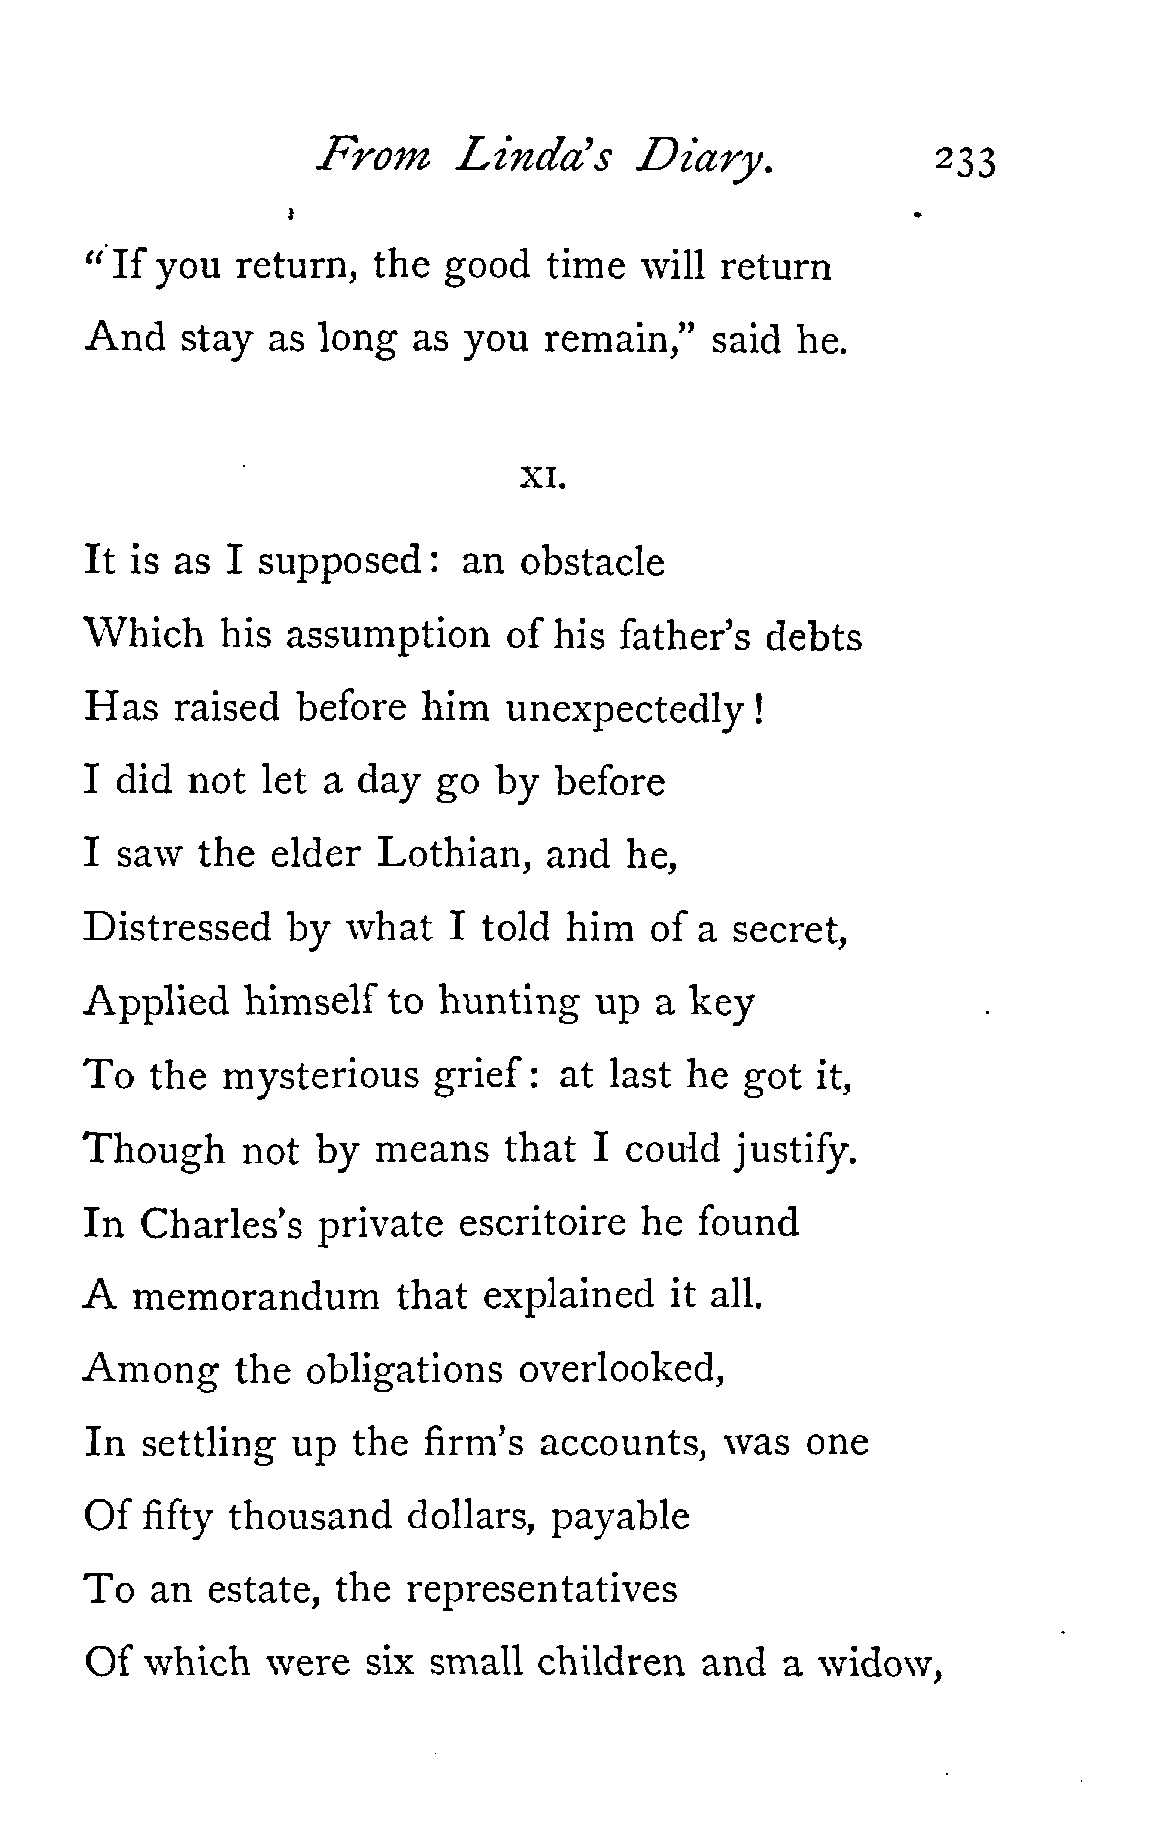 From Linda's Diary. 233
“If you return, the good time will return
And stay as long as you remain,” said he.
XI.
It is as I supposed: an obstacle
Which his assumption of his father's debts
Has raised before him unexpectedly!
I did not let a day go by before
I saw the elder Lothian, and he,
Distressed by what I told him of a secret,
Applied himself to hunting up a key
To the mysterious grief: at last he got it,
Though not by means that I could justify.
In Charles's private escritoire he found
A memorandum that explained it all.
Among the obligations overlooked,
In settling up the firm's accounts, was one
Of fifty thousand dollars, payable
To an estate, the representatives
Of which were six small children and a widow,